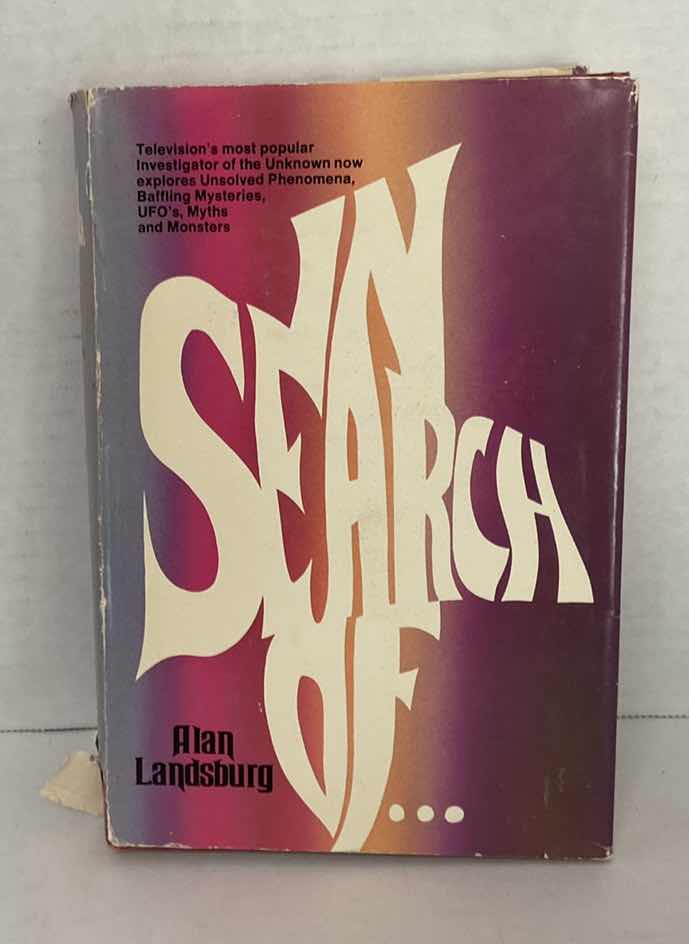 Television's most popular
Investigator of the Unknown now
explores Unsolved Phenomena,
Baffling Mysteries,
UFO's, Myths
and Monsters
IN
SEARCH
OF...
Alan
Landsburg